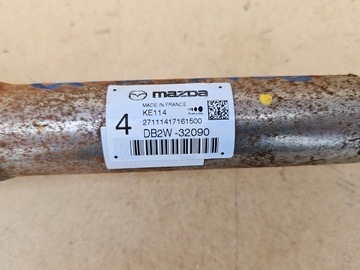 mazda
MADE IN FRANCE
KE114
27111417161500
4
DB2W-32090